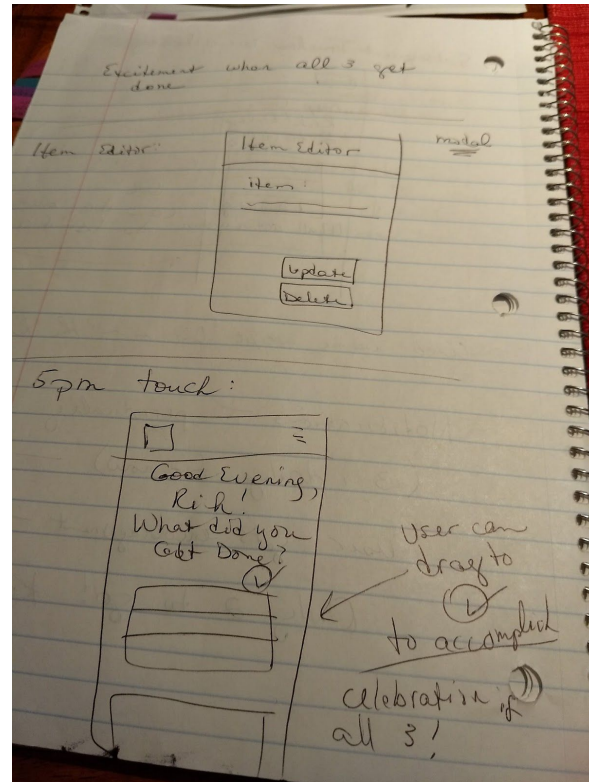 Excitement when all 3 get
done
Item Editor:
Item Editor
modal
item:
Update
Delete
5pm touch:
Good Evening,
Rich!
What did you
Get Done?
User can
drag to
to accomplish
celebration if
all 3!